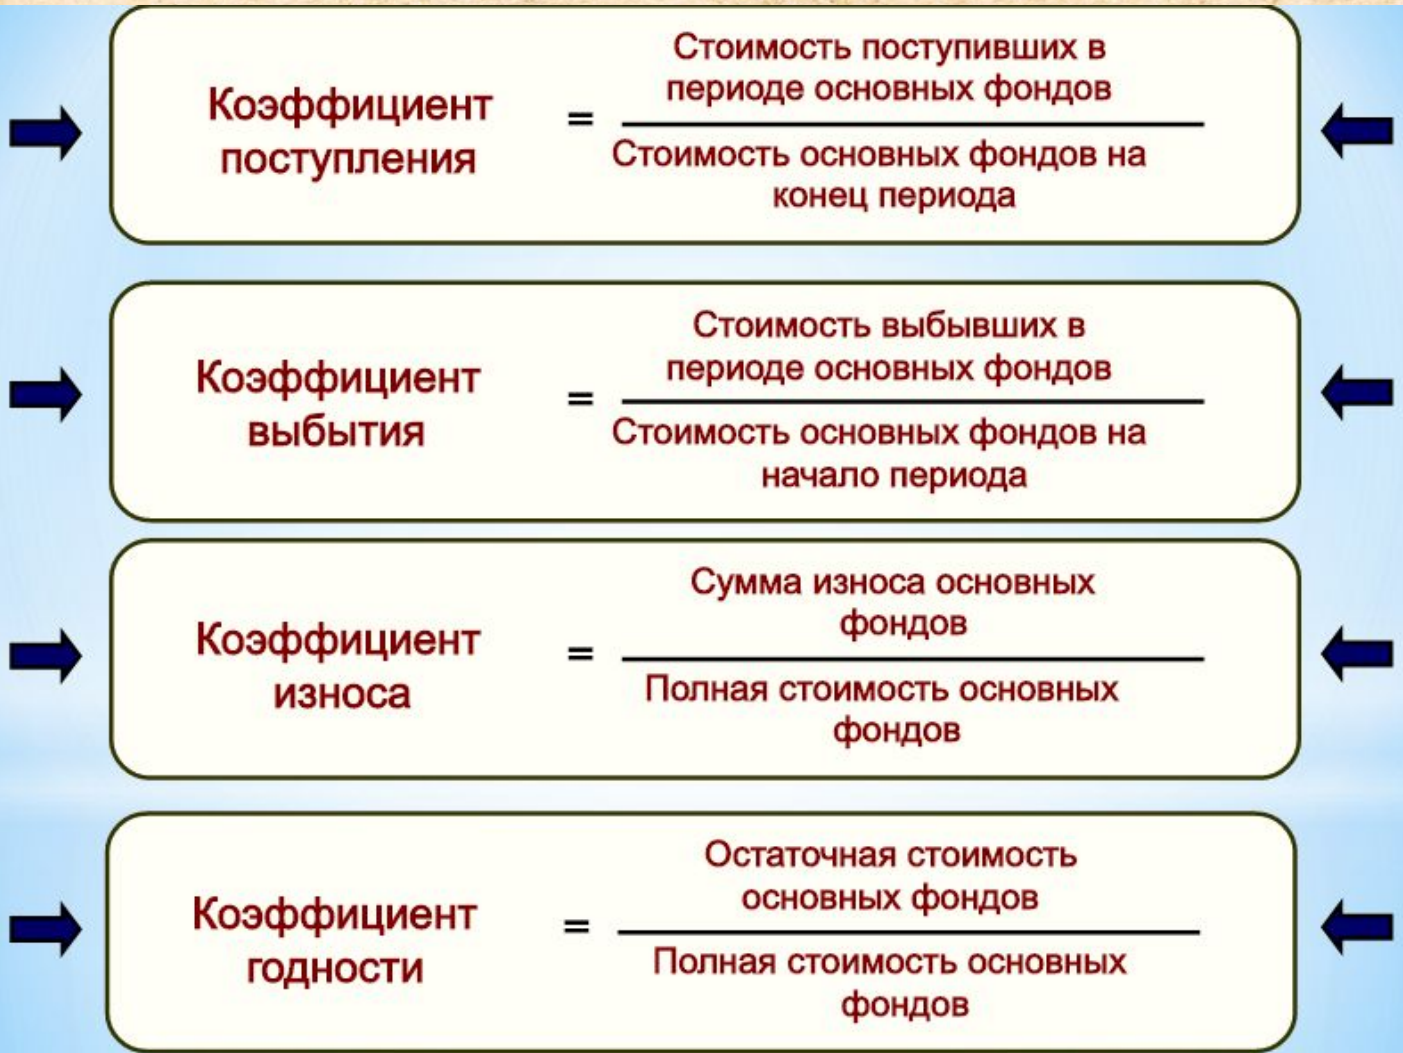 Коэффициент
поступления
=
Стоимость поступивших в
периоде основных фондов
Стоимость основных фондов на
конец периода
Коэффициент
выбытия
=
Стоимость выбывших в
периоде основных фондов
Стоимость основных фондов на
начало периода
Коэффициент
износа
=
Сумма износа основных
фондов
Полная стоимость основных
фондов
Коэффициент
годности
=
Остаточная стоимость
основных фондов
Полная стоимость основных
фондов